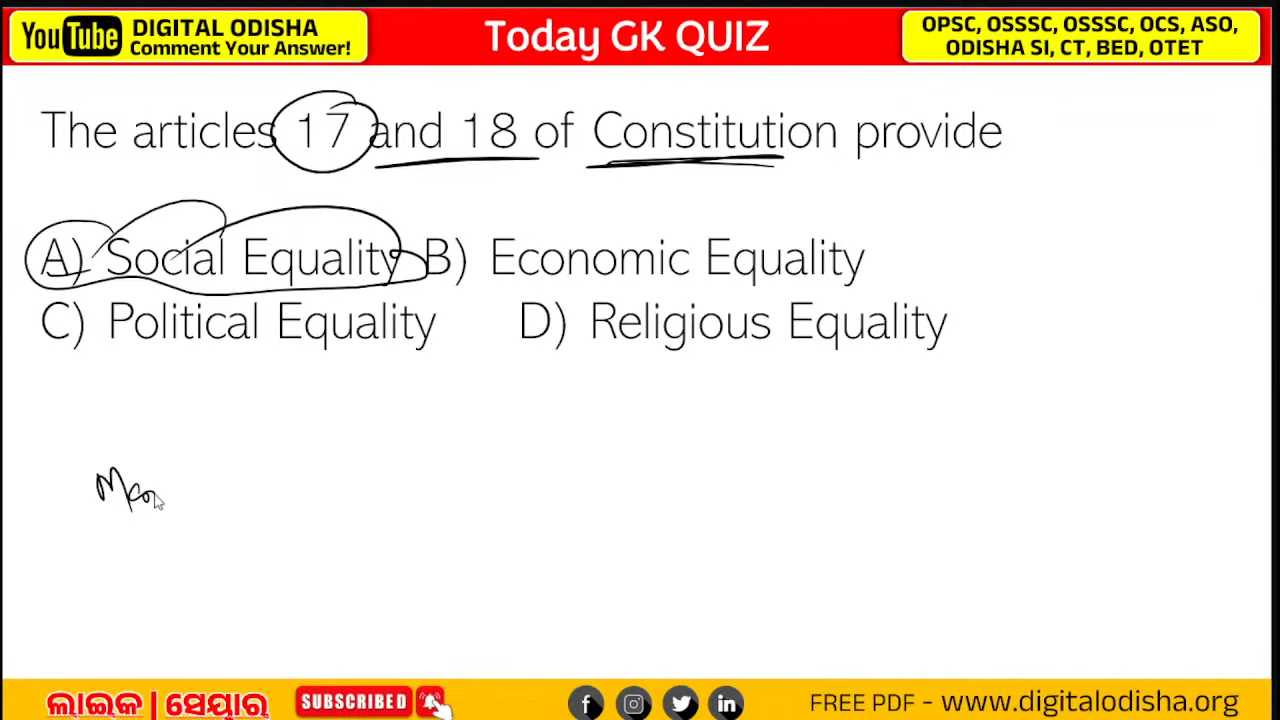 YouTube DIGITAL ODISHA
Comment Your Answer!
Today GK QUIZ
OPSC, OSSSC, OSSSC, OCS, ASO,
ODISHA SI, CT, BED, OTET
The articles 17 and 18 of Constitution provide
A) Social Equality B) Economic Equality
C) Political Equality D) Religious Equality
ଲାଇକ | ସେୟାର୍
SUBSCRIBED
FREE PDF - www.digitalodisha.org